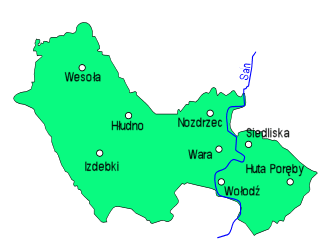 San
Wesoła
Hłudno
Nozdrzec
Siedliska
Wara
Izdebki
Huta Poręby
Wołodź